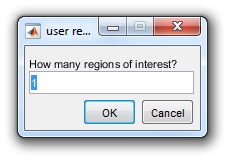 user re...
How many regions of interest?
1
OK
Cancel